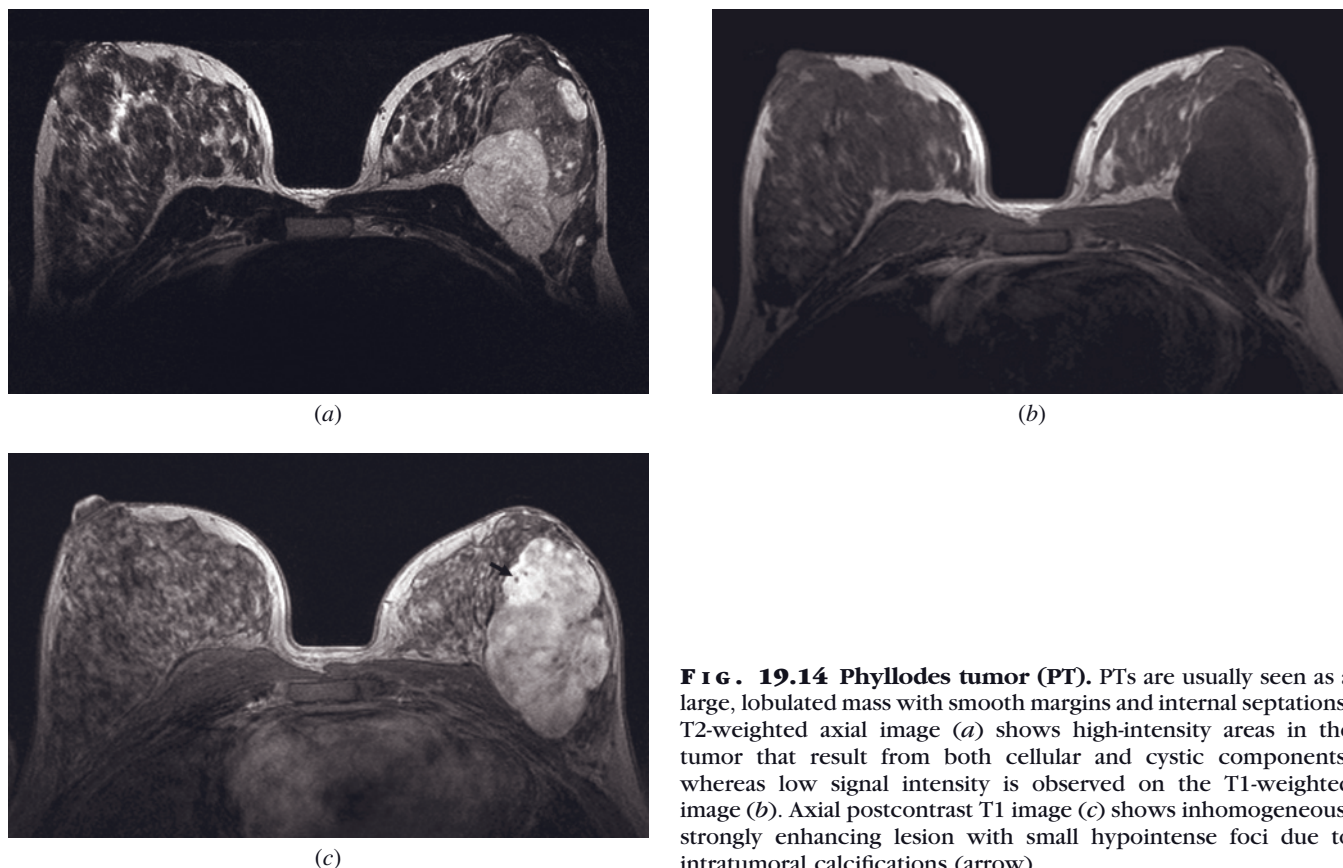 (a)
(b)
(c)
FIG. 19.14 Phyllodes tumor (PT). PTs are usually seen as
large, lobulated mass with smooth margins and internal septations
T2-weighted axial image (a) shows high-intensity areas in the
tumor that result from both cellular and cystic components
whereas low signal intensity is observed on the T1-weighted
image (b). Axial postcontrast T1 image (c) shows inhomogeneous
strongly enhancing lesion with small hypointense foci due to
intratumoral calcifications (arrow)